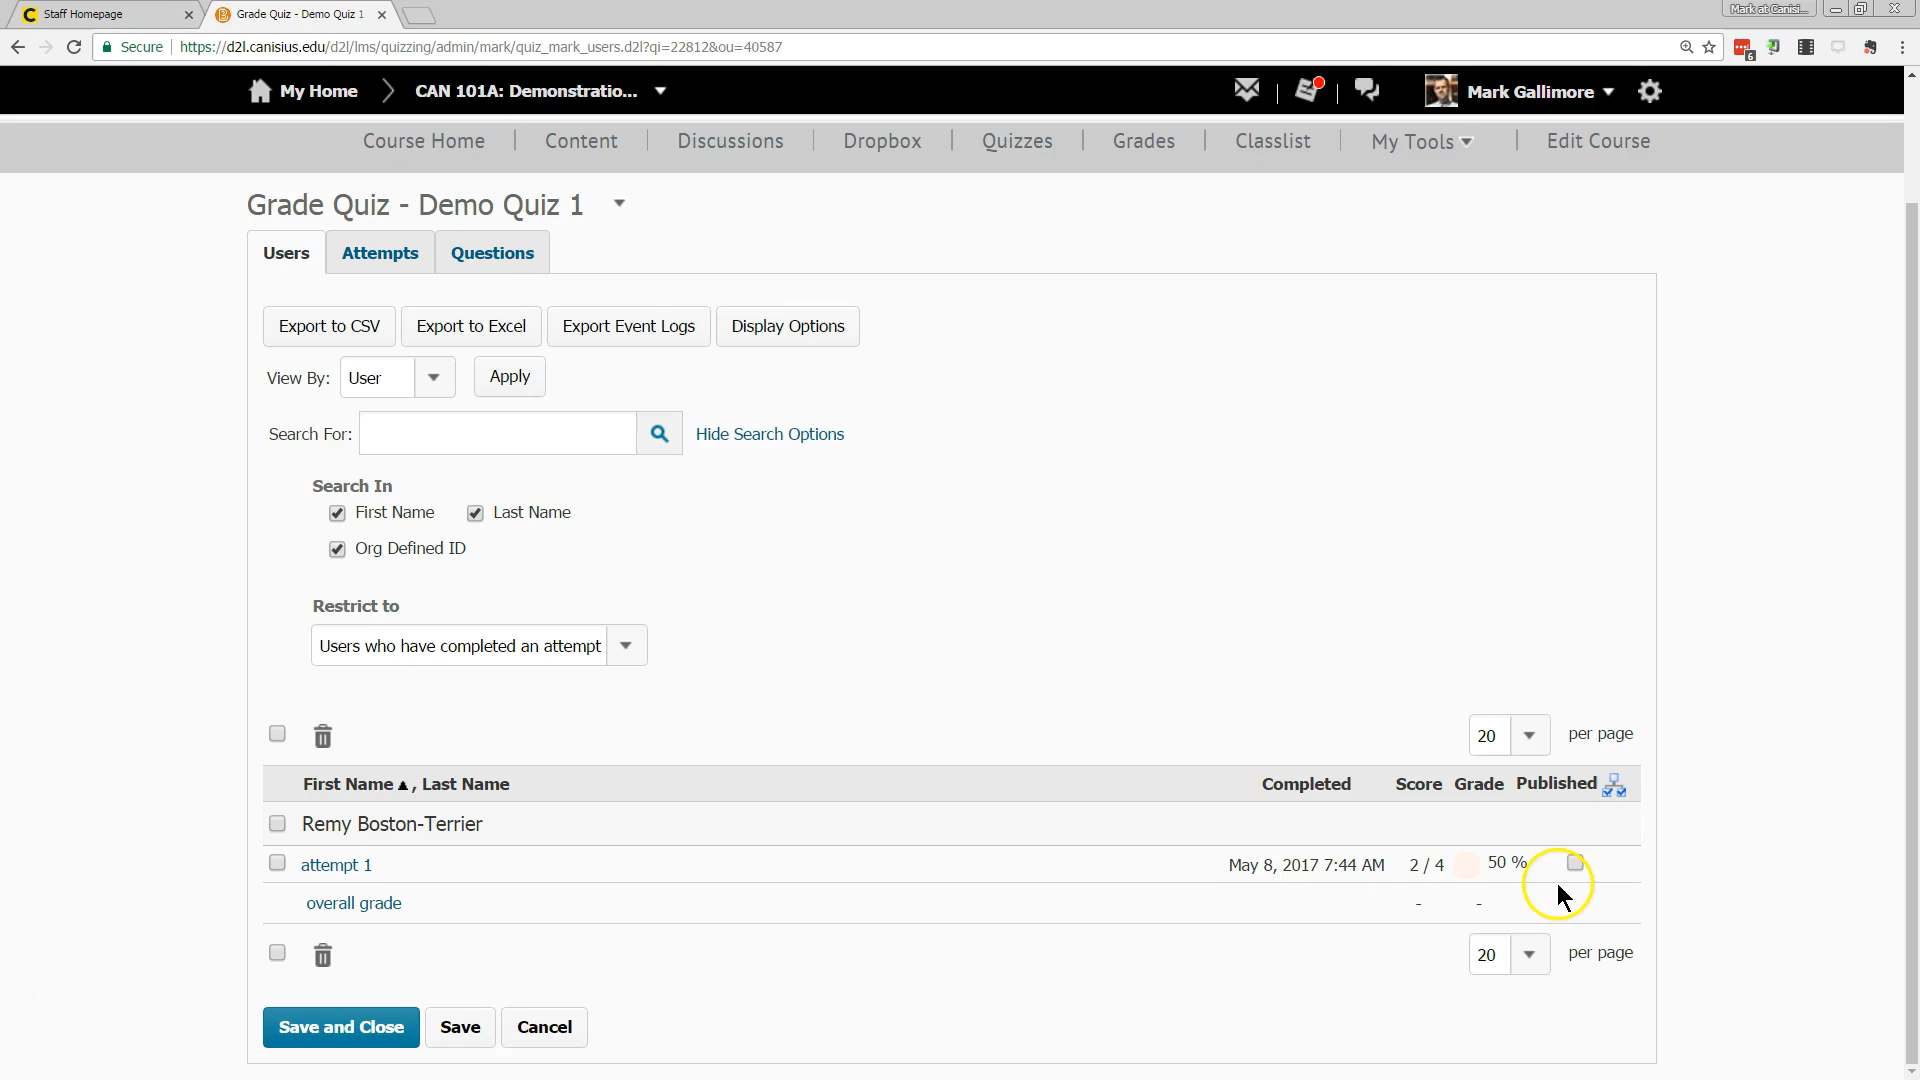 Staff Homepage
Grade Quiz - Demo Quiz 1
Mark at Canisi...
Secure https://d2l.canisius.edu/d2l/lms/quizzing/admin/mark/quiz_mark_users.d2l?qi=22812&ou=40587
6
My Home CAN 101A: Demonstratio... Mark Gallimore
Course Home Content Discussions Dropbox Quizzes Grades Classlist My Tools Edit Course
Grade Quiz - Demo Quiz 1
Users Attempts Questions
Export to CSV Export to Excel Export Event Logs Display Options
View By: User Apply
Search For: Hide Search Options
Search In
First Name Last Name
Org Defined ID
Restrict to
Users who have completed an attempt
20 per page
First Name , Last Name Completed Score Grade Published
Remy Boston-Terrier
attempt 1 May 8, 2017 7:44 AM 2 / 4 50 %
overall grade - -
20 per page
Save and Close Save Cancel